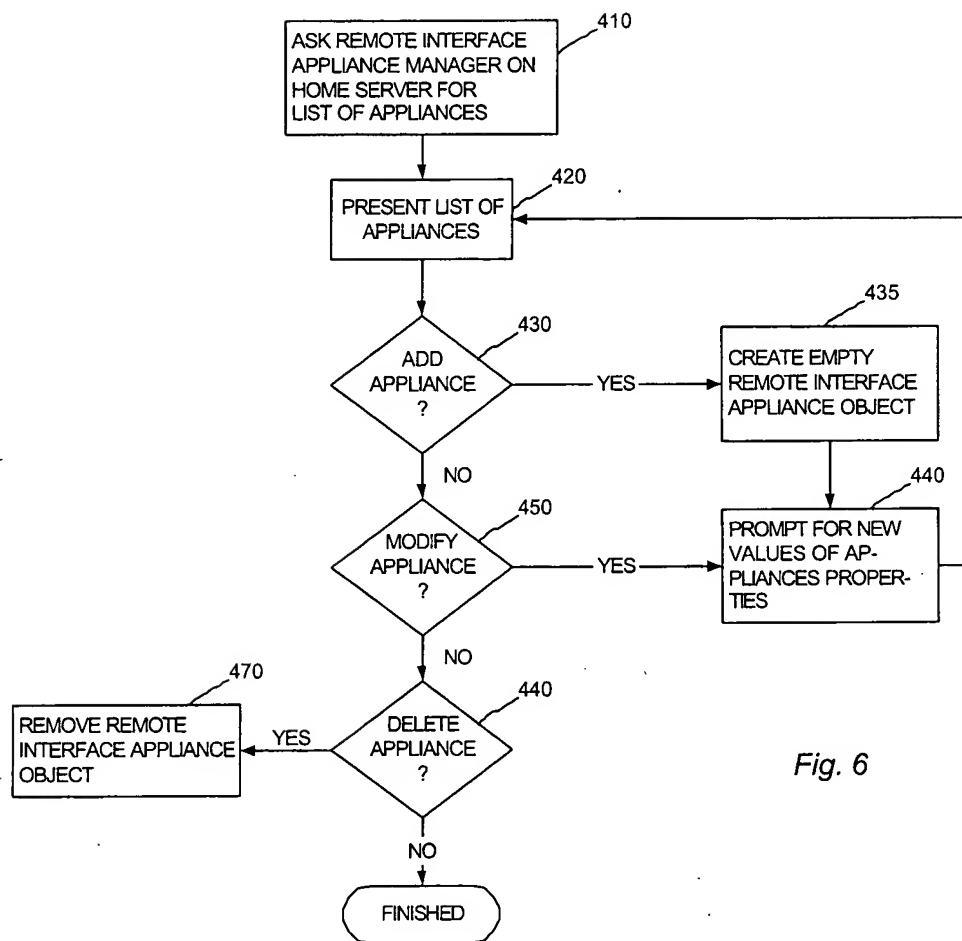 410
ASK REMOTE INTERFACE
APPLIANCE MANAGER ON
HOME SERVER FOR
LIST OF APPLIANCES
420
PRESENT LIST OF
APPLIANCES
430
ADD
APPLIANCE
?
YES
435
CREATE EMPTY
REMOTE INTERFACE
APPLIANCE OBJECT
NO
450
MODIFY
APPLIANCE
?
YES
440
PROMPT FOR NEW
VALUES OF AP-
PLIANCES PROPER-
TIES
NO
440
DELETE
APPLIANCE
?
YES
470
REMOVE REMOTE
INTERFACE APPLIANCE
OBJECT
NO
FINISHED
Fig. 6